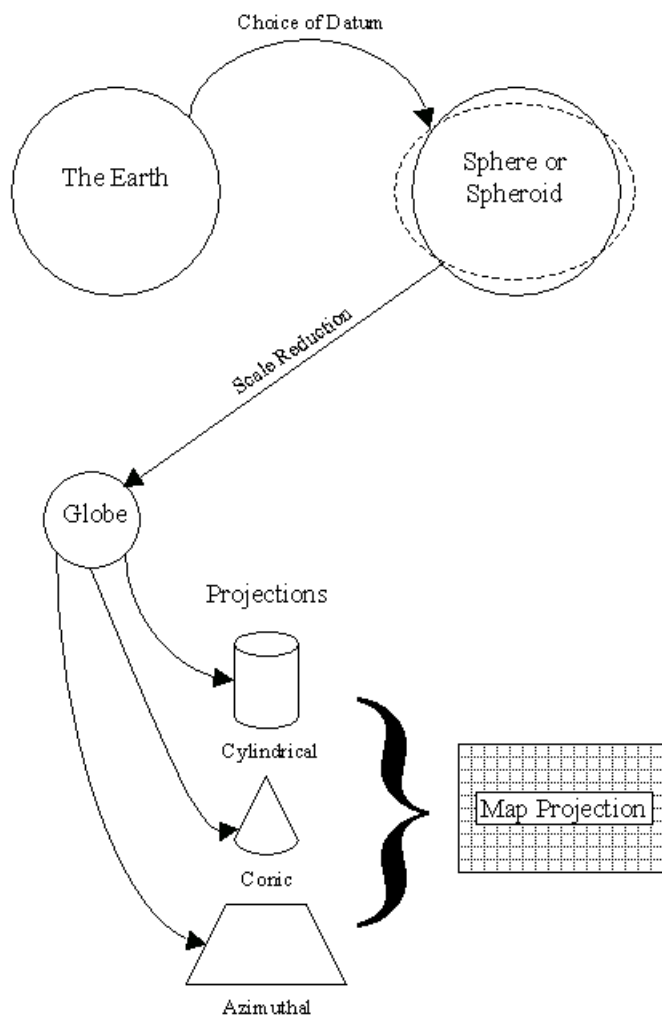 Choice of Datum
The Earth
Sphere or
Spheroid
Scale Reduction
Globe
Projections
Cylindrical
Conic
Azimuthal
Map Projection